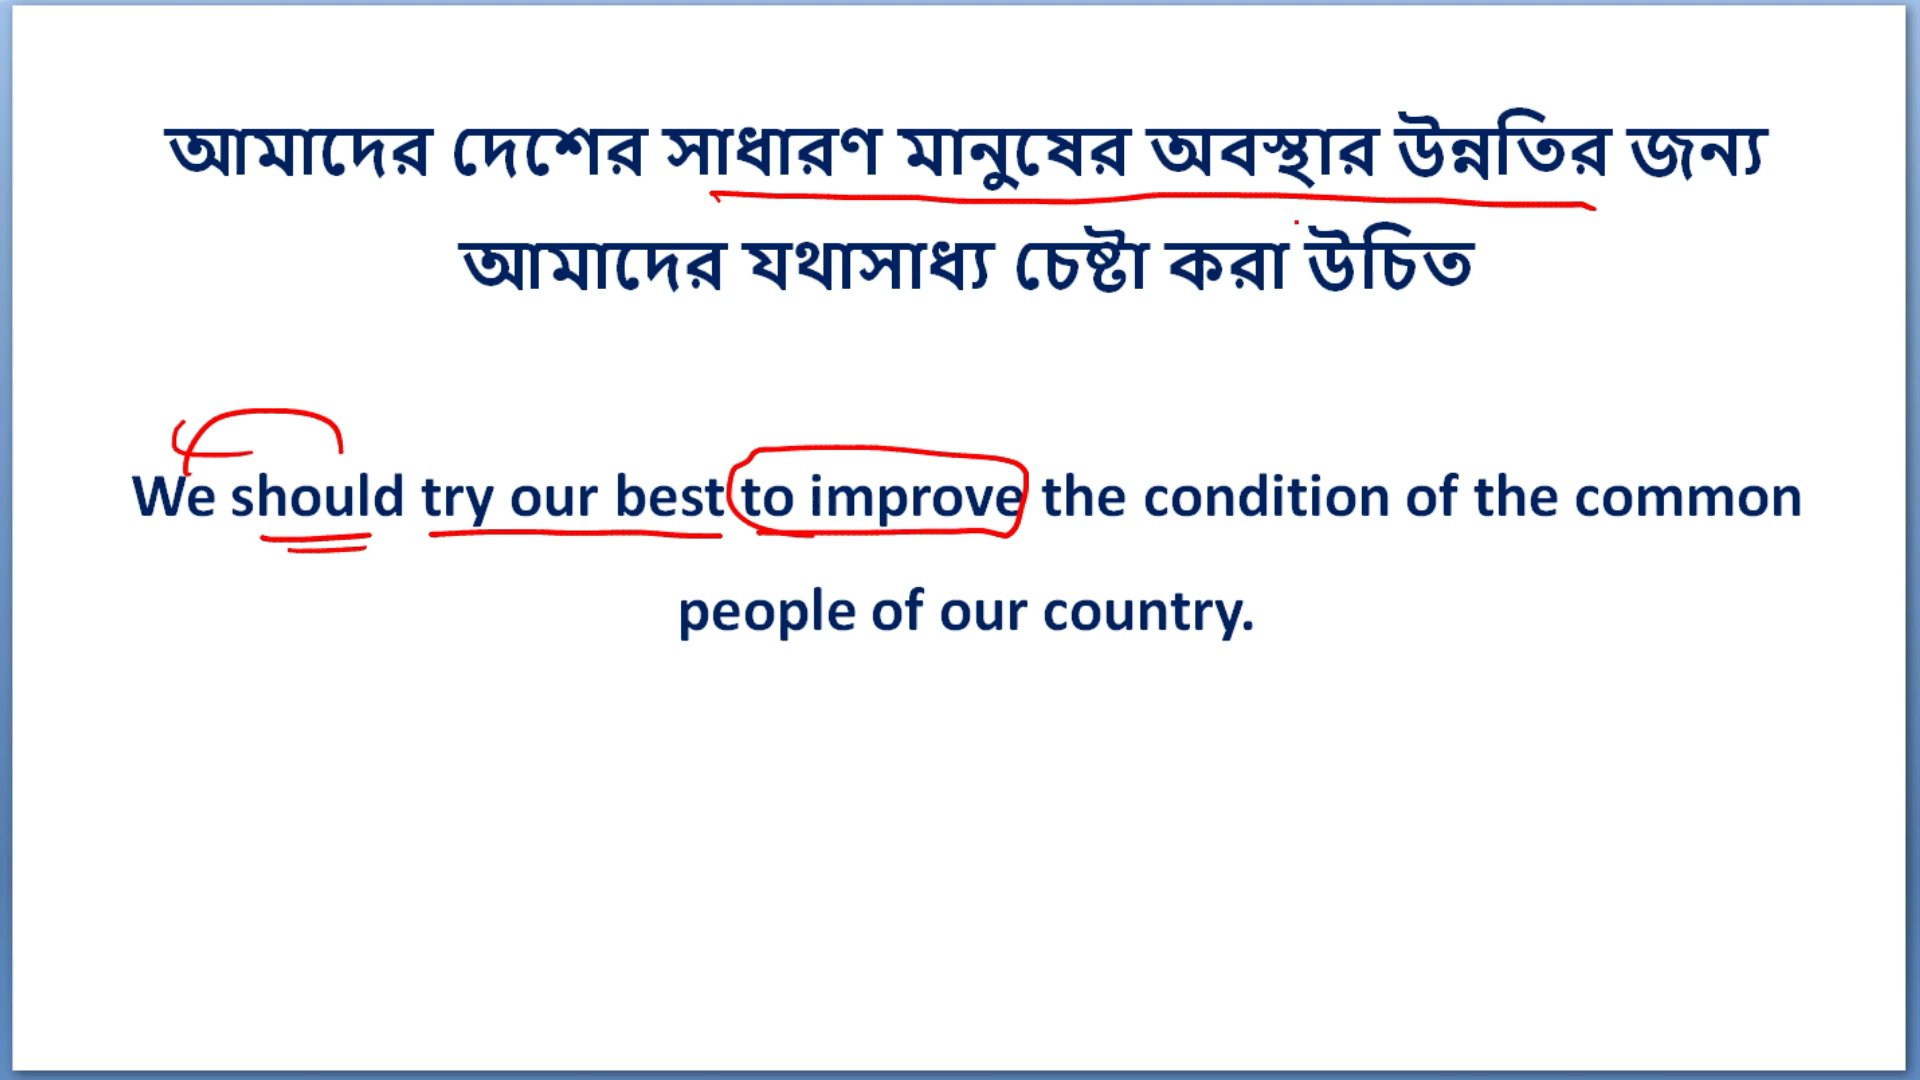 আমাদের দেশের সাধারণ মানুষের অবস্থার উন্নতির জন্য
আমাদের যথাসাধ্য চেষ্টা করা উচিত
We should try our best to improve the condition of the common
people of our country.